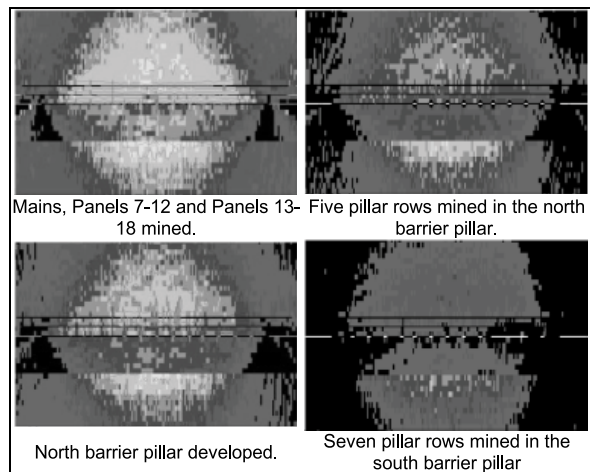 Mains, Panels 7-12 and Panels 13-
18 mined.
Five pillar rows mined in the north
barrier pillar.
North barrier pillar developed.
Seven pillar rows mined in the
south barrier pillar